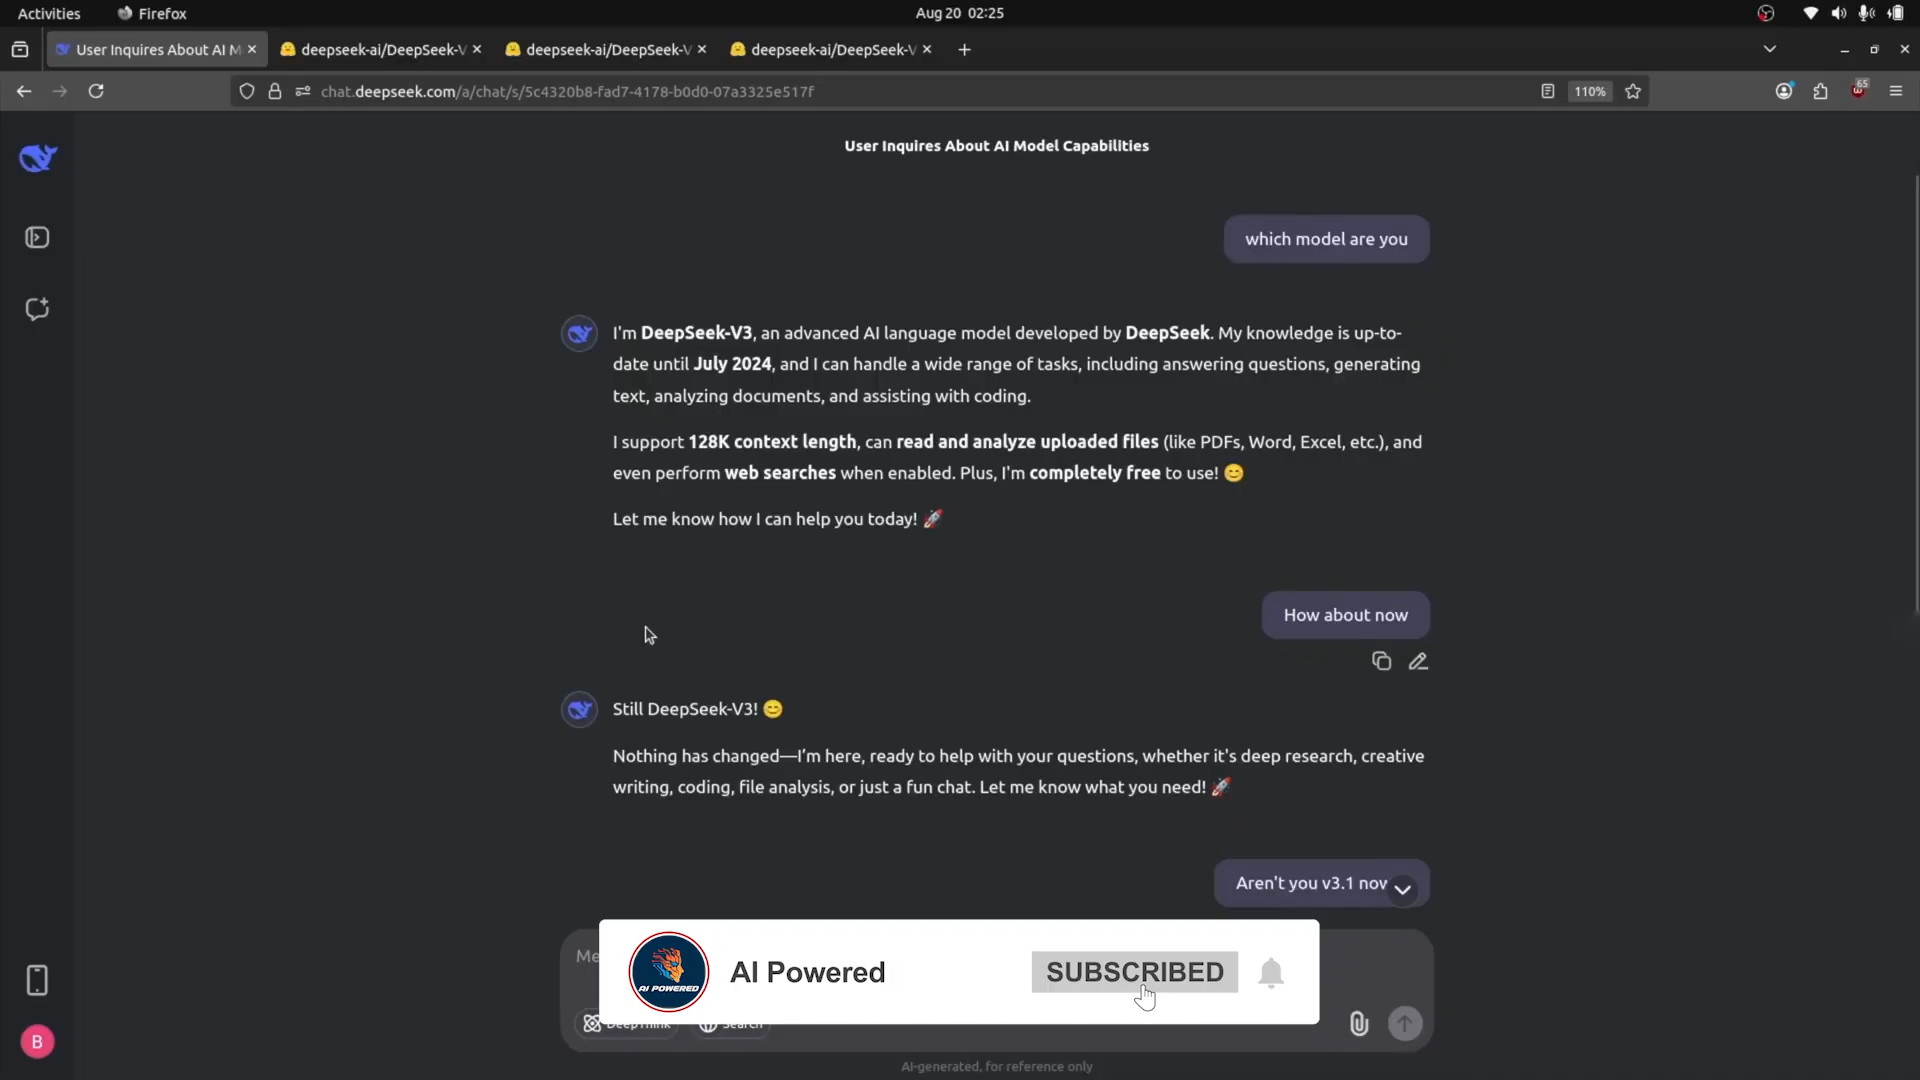 Activities
Firefox
Aug 20 02:25
User Inquires About AI M
deepseek-ai/DeepSeek-V
deepseek-ai/DeepSeek-V
deepseek-ai/DeepSeek-V
chat.deepseek.com/a/chat/s/5c4320b8-fad7-4178-b0d0-07a3325e517f
110%
65
User Inquires About AI Model Capabilities
which model are you
I'm DeepSeek-V3, an advanced AI language model developed by DeepSeek. My knowledge is up-to-
date until July 2024, and I can handle a wide range of tasks, including answering questions, generating
text, analyzing documents, and assisting with coding.
I support 128K context length, can read and analyze uploaded files (like PDFs, Word, Excel, etc.), and
even perform web searches when enabled. Plus, I'm completely free to use! 😊
Let me know how I can help you today! 🚀
How about now
Still DeepSeek-V3! 😊
Nothing has changed—I’m here, ready to help with your questions, whether it's deep research, creative
writing, coding, file analysis, or just a fun chat. Let me know what you need! 🚀
Aren't you v3.1 now
Me
AI POWERED
AI Powered
SUBSCRIBED
DeepThink
Search
B
AI-generated, for reference only